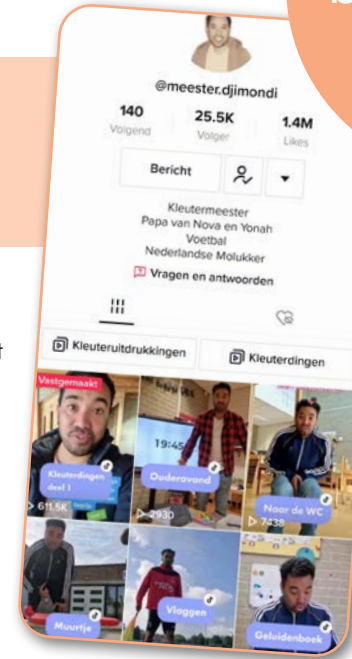 @meester.djimondi
140 25.5K 1.4M
Volgend Volger Likes
Bericht
Kleutermeester
Papa van Nova en Yonah
Voetbal
Nederlandse Molukker
Vragen en antwoorden
Kleuteruitdrukkingen Kleuterdingen
Vastgemaakt
19:45
Kleuterdingen
deel 1
Ouderavond
Naar de WC
611.5K 2930 7438
Muurtje Vlaggen Geluidenboek